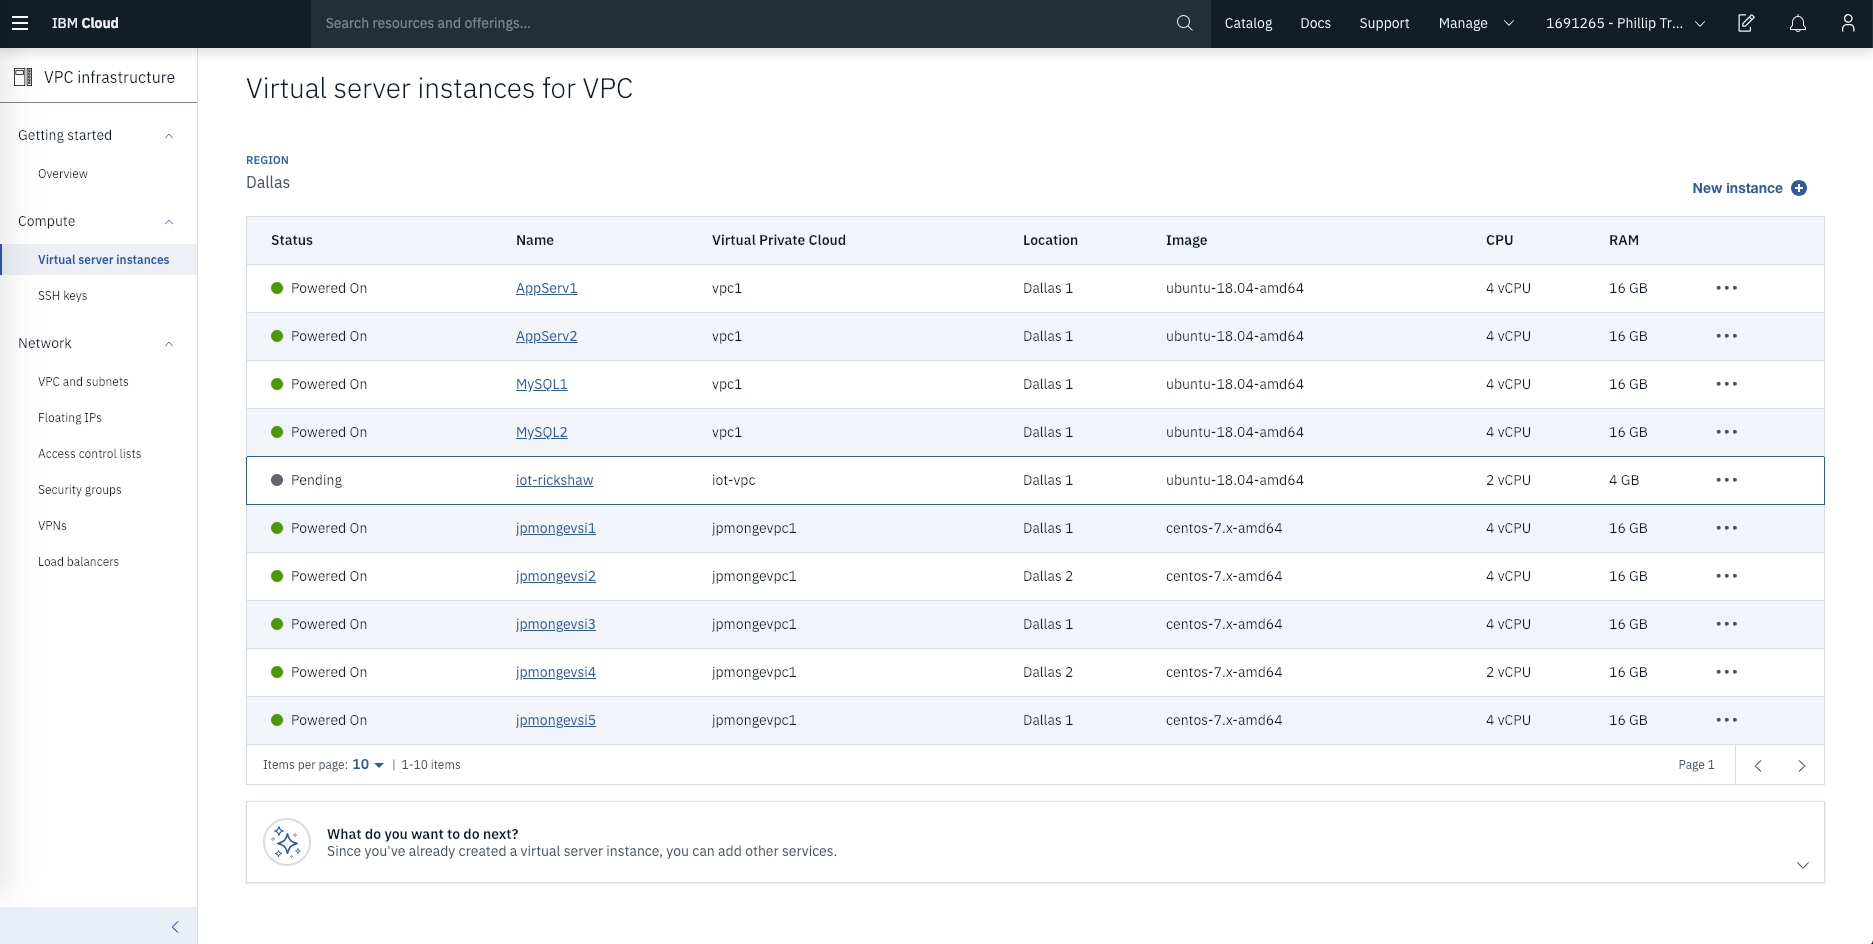 IBM Cloud
Search resources and offerings...
Catalog
Docs
Support
Manage
1691265 - Phillip Tr...
VPC infrastructure
Getting started
Overview
Compute
Virtual server instances
SSH keys
Network
VPC and subnets
Floating IPs
Access control lists
Security groups
VPNs
Load balancers
Virtual server instances for VPC
REGION
Dallas
New instance
Status Name Virtual Private Cloud Location Image CPU RAM
Powered On AppServ1 vpc1 Dallas 1 ubuntu-18.04-amd64 4 vCPU 16 GB
Powered On AppServ2 vpc1 Dallas 1 ubuntu-18.04-amd64 4 vCPU 16 GB
Powered On MySQL1 vpc1 Dallas 1 ubuntu-18.04-amd64 4 vCPU 16 GB
Powered On MySQL2 vpc1 Dallas 1 ubuntu-18.04-amd64 4 vCPU 16 GB
Pending iot-rickshaw iot-vpc Dallas 1 ubuntu-18.04-amd64 2 vCPU 4 GB
Powered On jpmongevsi1 jpmongevpc1 Dallas 1 centos-7.x-amd64 4 vCPU 16 GB
Powered On jpmongevsi2 jpmongevpc1 Dallas 2 centos-7.x-amd64 4 vCPU 16 GB
Powered On jpmongevsi3 jpmongevpc1 Dallas 1 centos-7.x-amd64 4 vCPU 16 GB
Powered On jpmongevsi4 jpmongevpc1 Dallas 2 centos-7.x-amd64 2 vCPU 16 GB
Powered On jpmongevsi5 jpmongevpc1 Dallas 1 centos-7.x-amd64 4 vCPU 16 GB
Items per page: 10 | 1-10 items
Page 1
What do you want to do next?
Since you've already created a virtual server instance, you can add other services.